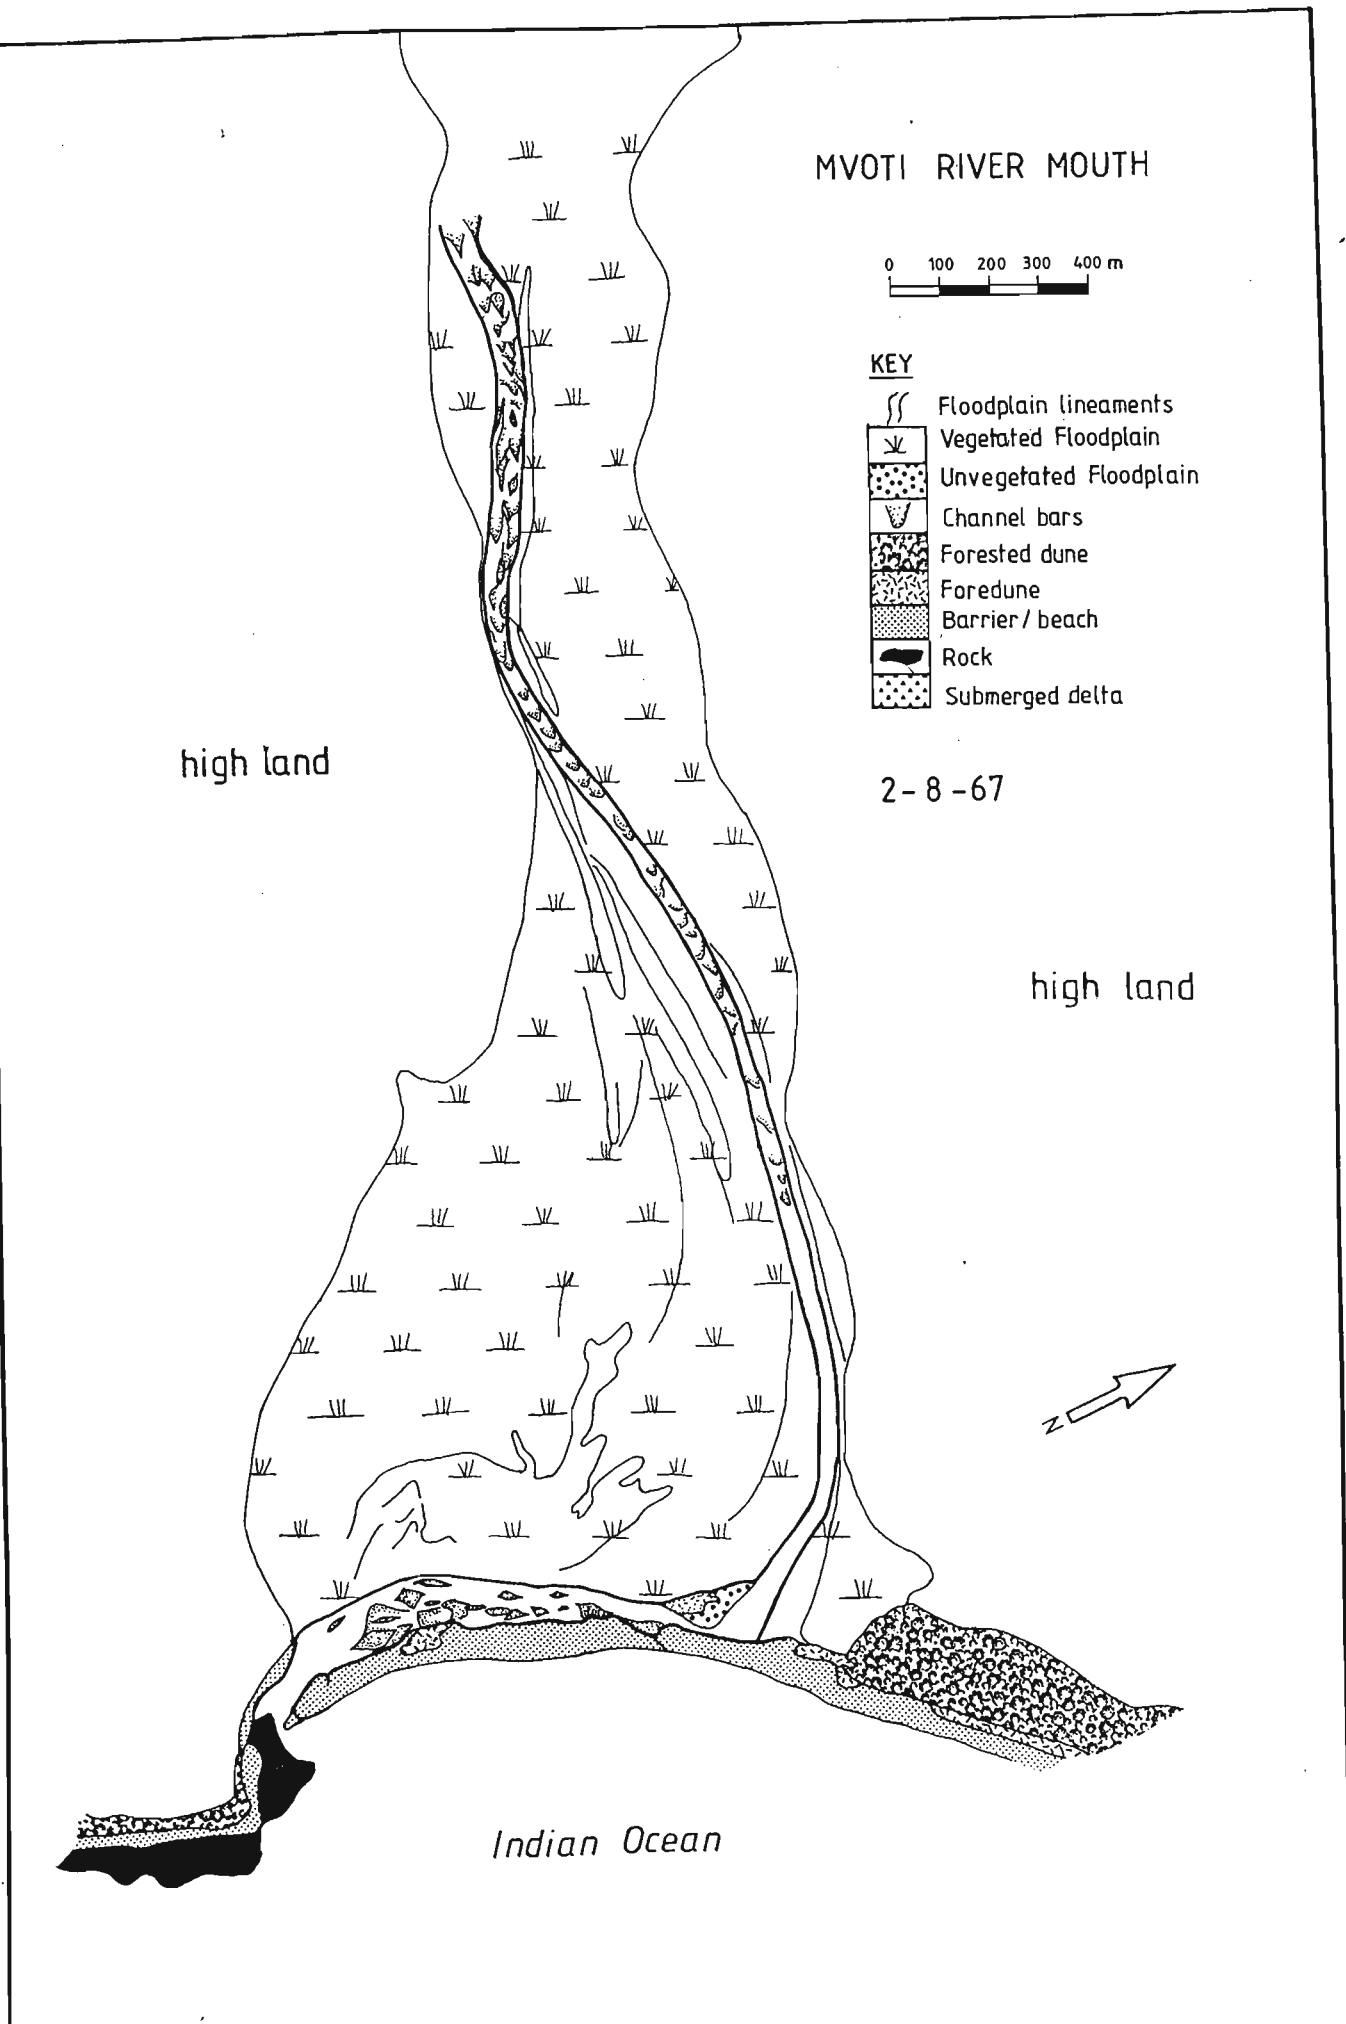 MVOTI RIVER MOUTH
0 100 200 300 400 m
KEY
Floodplain lineaments
Vegetated Floodplain
Unvegetated Floodplain
Channel bars
Forested dune
Foredune
Barrier/beach
Rock
Submerged delta
high land
2-8-67
high land
N
Indian Ocean